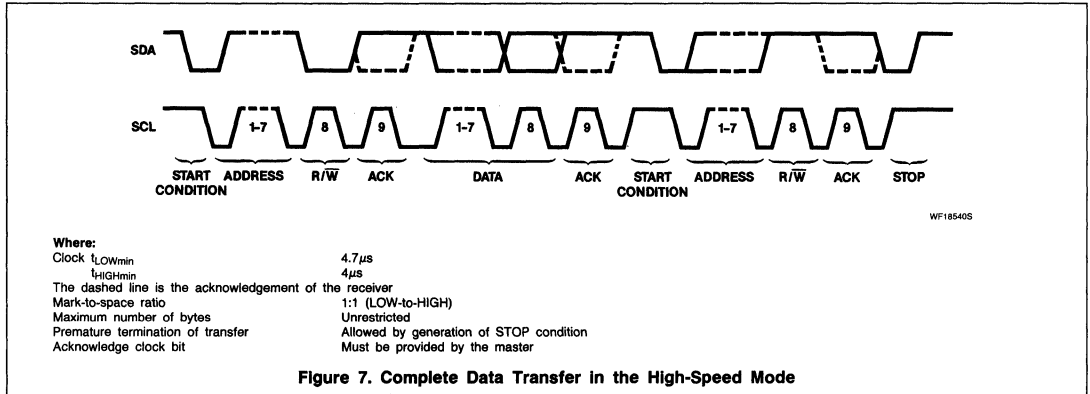 SDA
SCL
1–7 8 9 1–7 8 9 1–7 8 9
START CONDITION ADDRESS R/W̅ ACK DATA ACK START CONDITION ADDRESS R/W̅ ACK STOP
WF18540S
Where:
Clock tLOWmin 4.7μs
tHIGHmin 4μs
The dashed line is the acknowledgement of the receiver
Mark-to-space ratio 1:1 (LOW-to-HIGH)
Maximum number of bytes Unrestricted
Premature termination of transfer Allowed by generation of STOP condition
Acknowledge clock bit Must be provided by the master
Figure 7. Complete Data Transfer in the High-Speed Mode